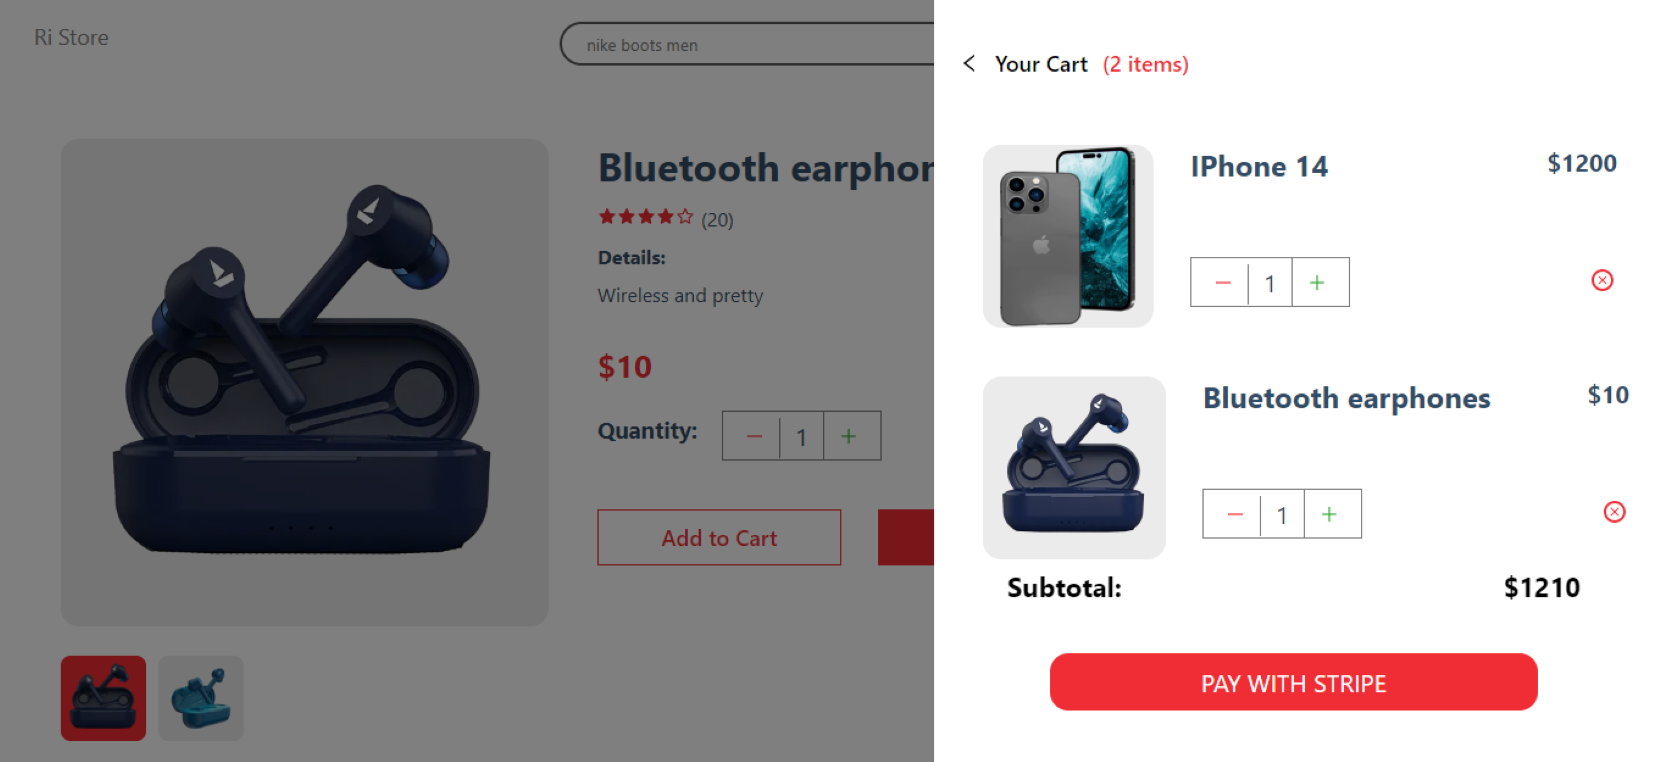 Ri Store
nike boots men
Bluetooth earphon
(20)
Details:
Wireless and pretty
$10
Quantity:
1
Add to Cart
Your Cart (2 items)
IPhone 14
$1200
1
Bluetooth earphones
$10
1
Subtotal:
$1210
PAY WITH STRIPE